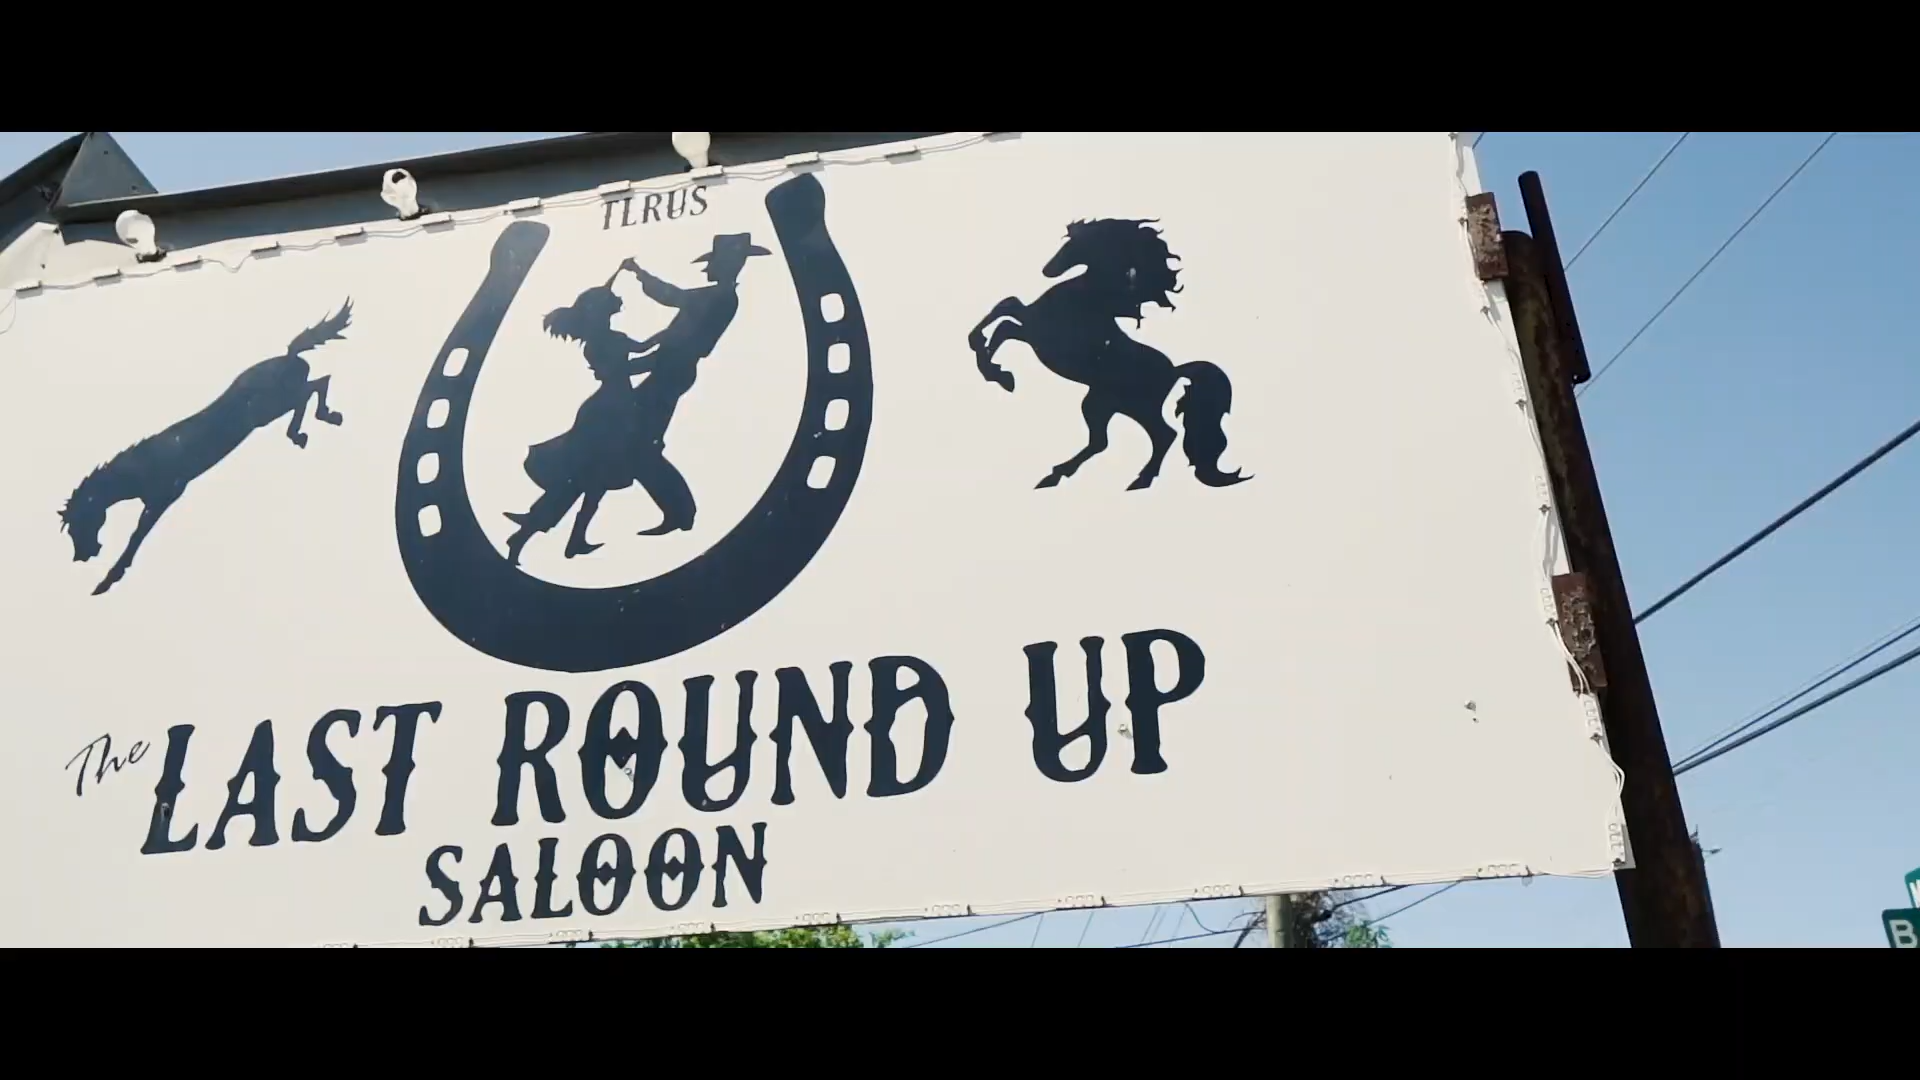 TLRUS
The LAST ROUND UP
SALOON
B